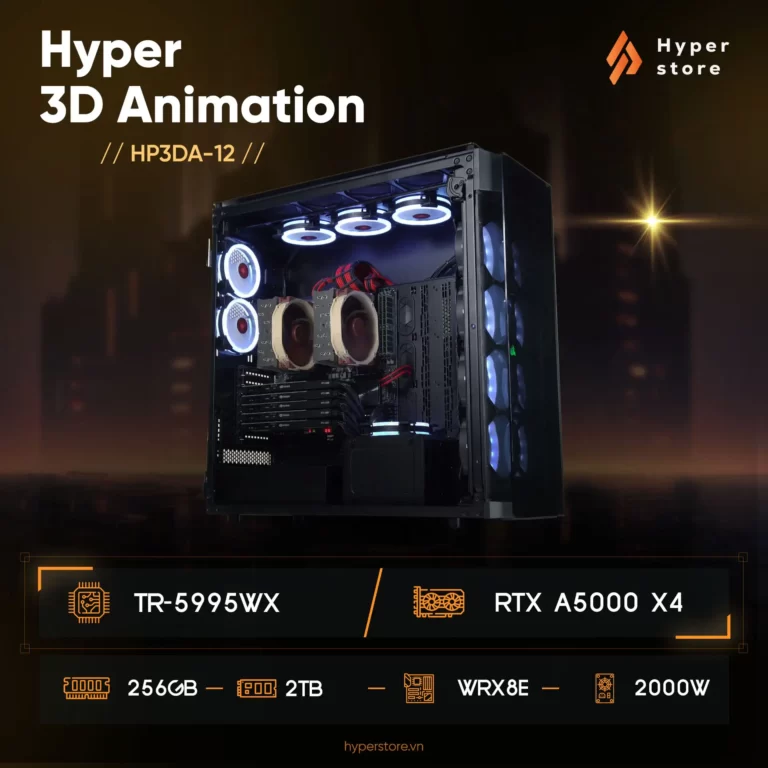 Hyper
3D Animation
// HP3DA-12 //
Hyper
store
TR-5995WX
RTX A5000 X4
256GB
2TB
WRX8E
2000W
hyperstore.vn